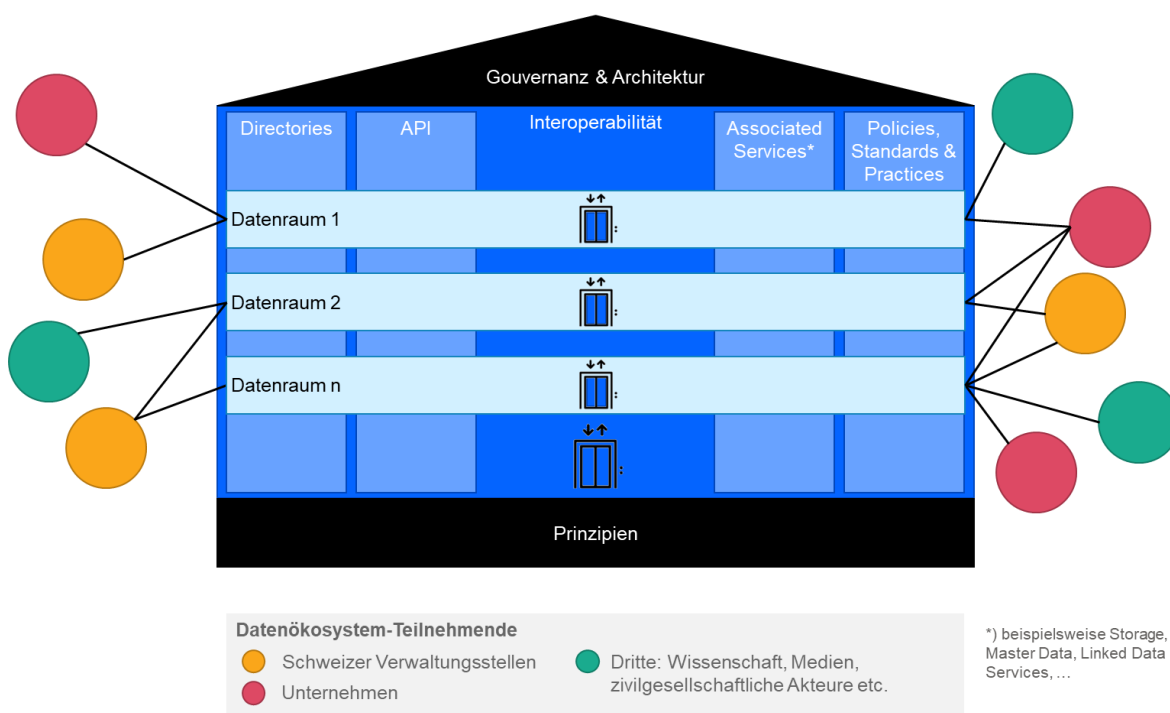 Gouvernanz & Architektur
Directories
API
Interoperabilität
Associated
Services*
Policies,
Standards &
Practices
Datenraum 1
Datenraum 2
Datenraum n
Prinzipien
Datenökosystem-Teilnehmende
Schweizer Verwaltungsstellen
Unternehmen
Dritte: Wissenschaft, Medien,
zivilgesellschaftliche Akteure etc.
*) beispielsweise Storage,
Master Data, Linked Data
Services, ...